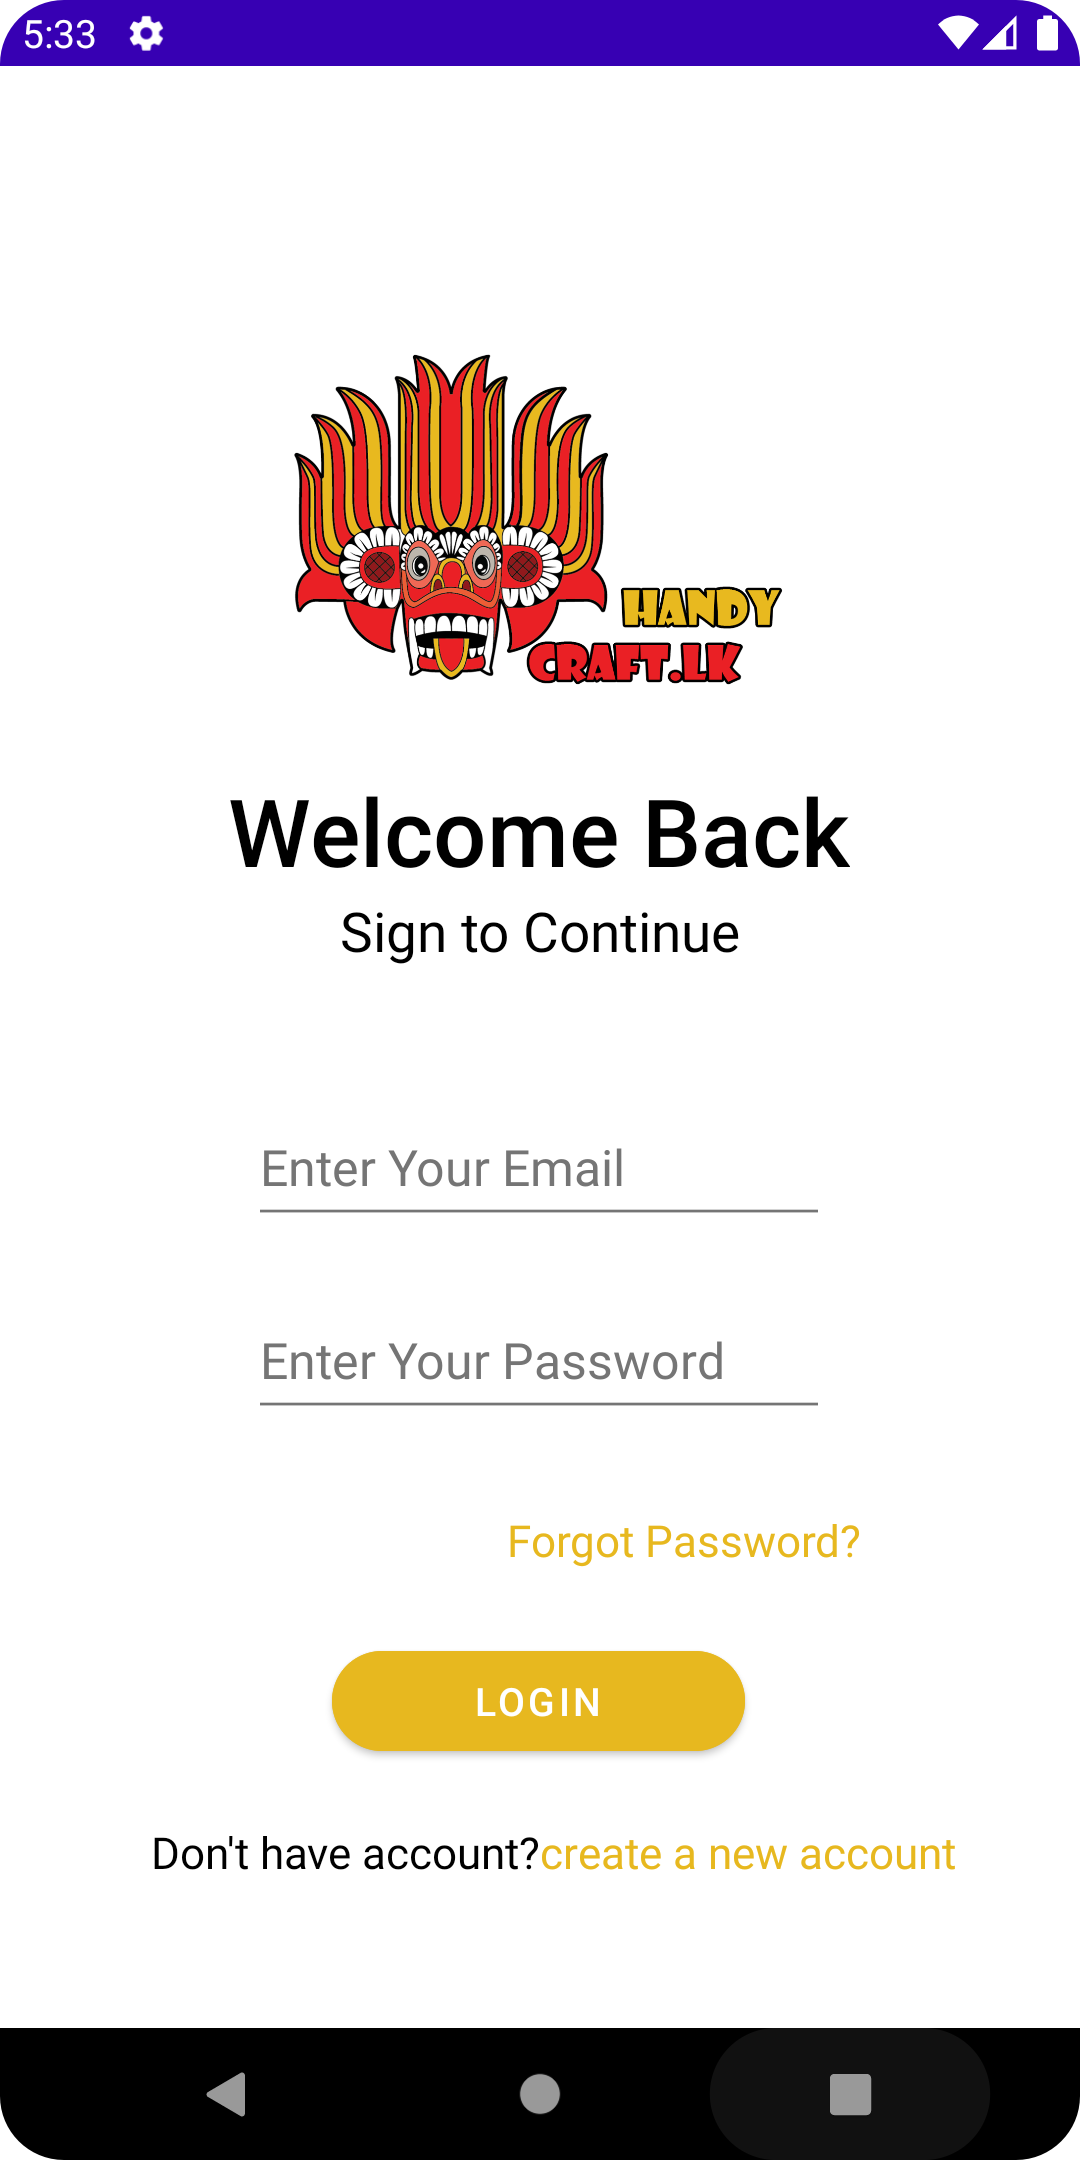 5:33
HANDY
CRAFT.LK
Welcome Back
Sign to Continue
Enter Your Email
Enter Your Password
Forgot Password?
LOGIN
Don't have account?create a new account